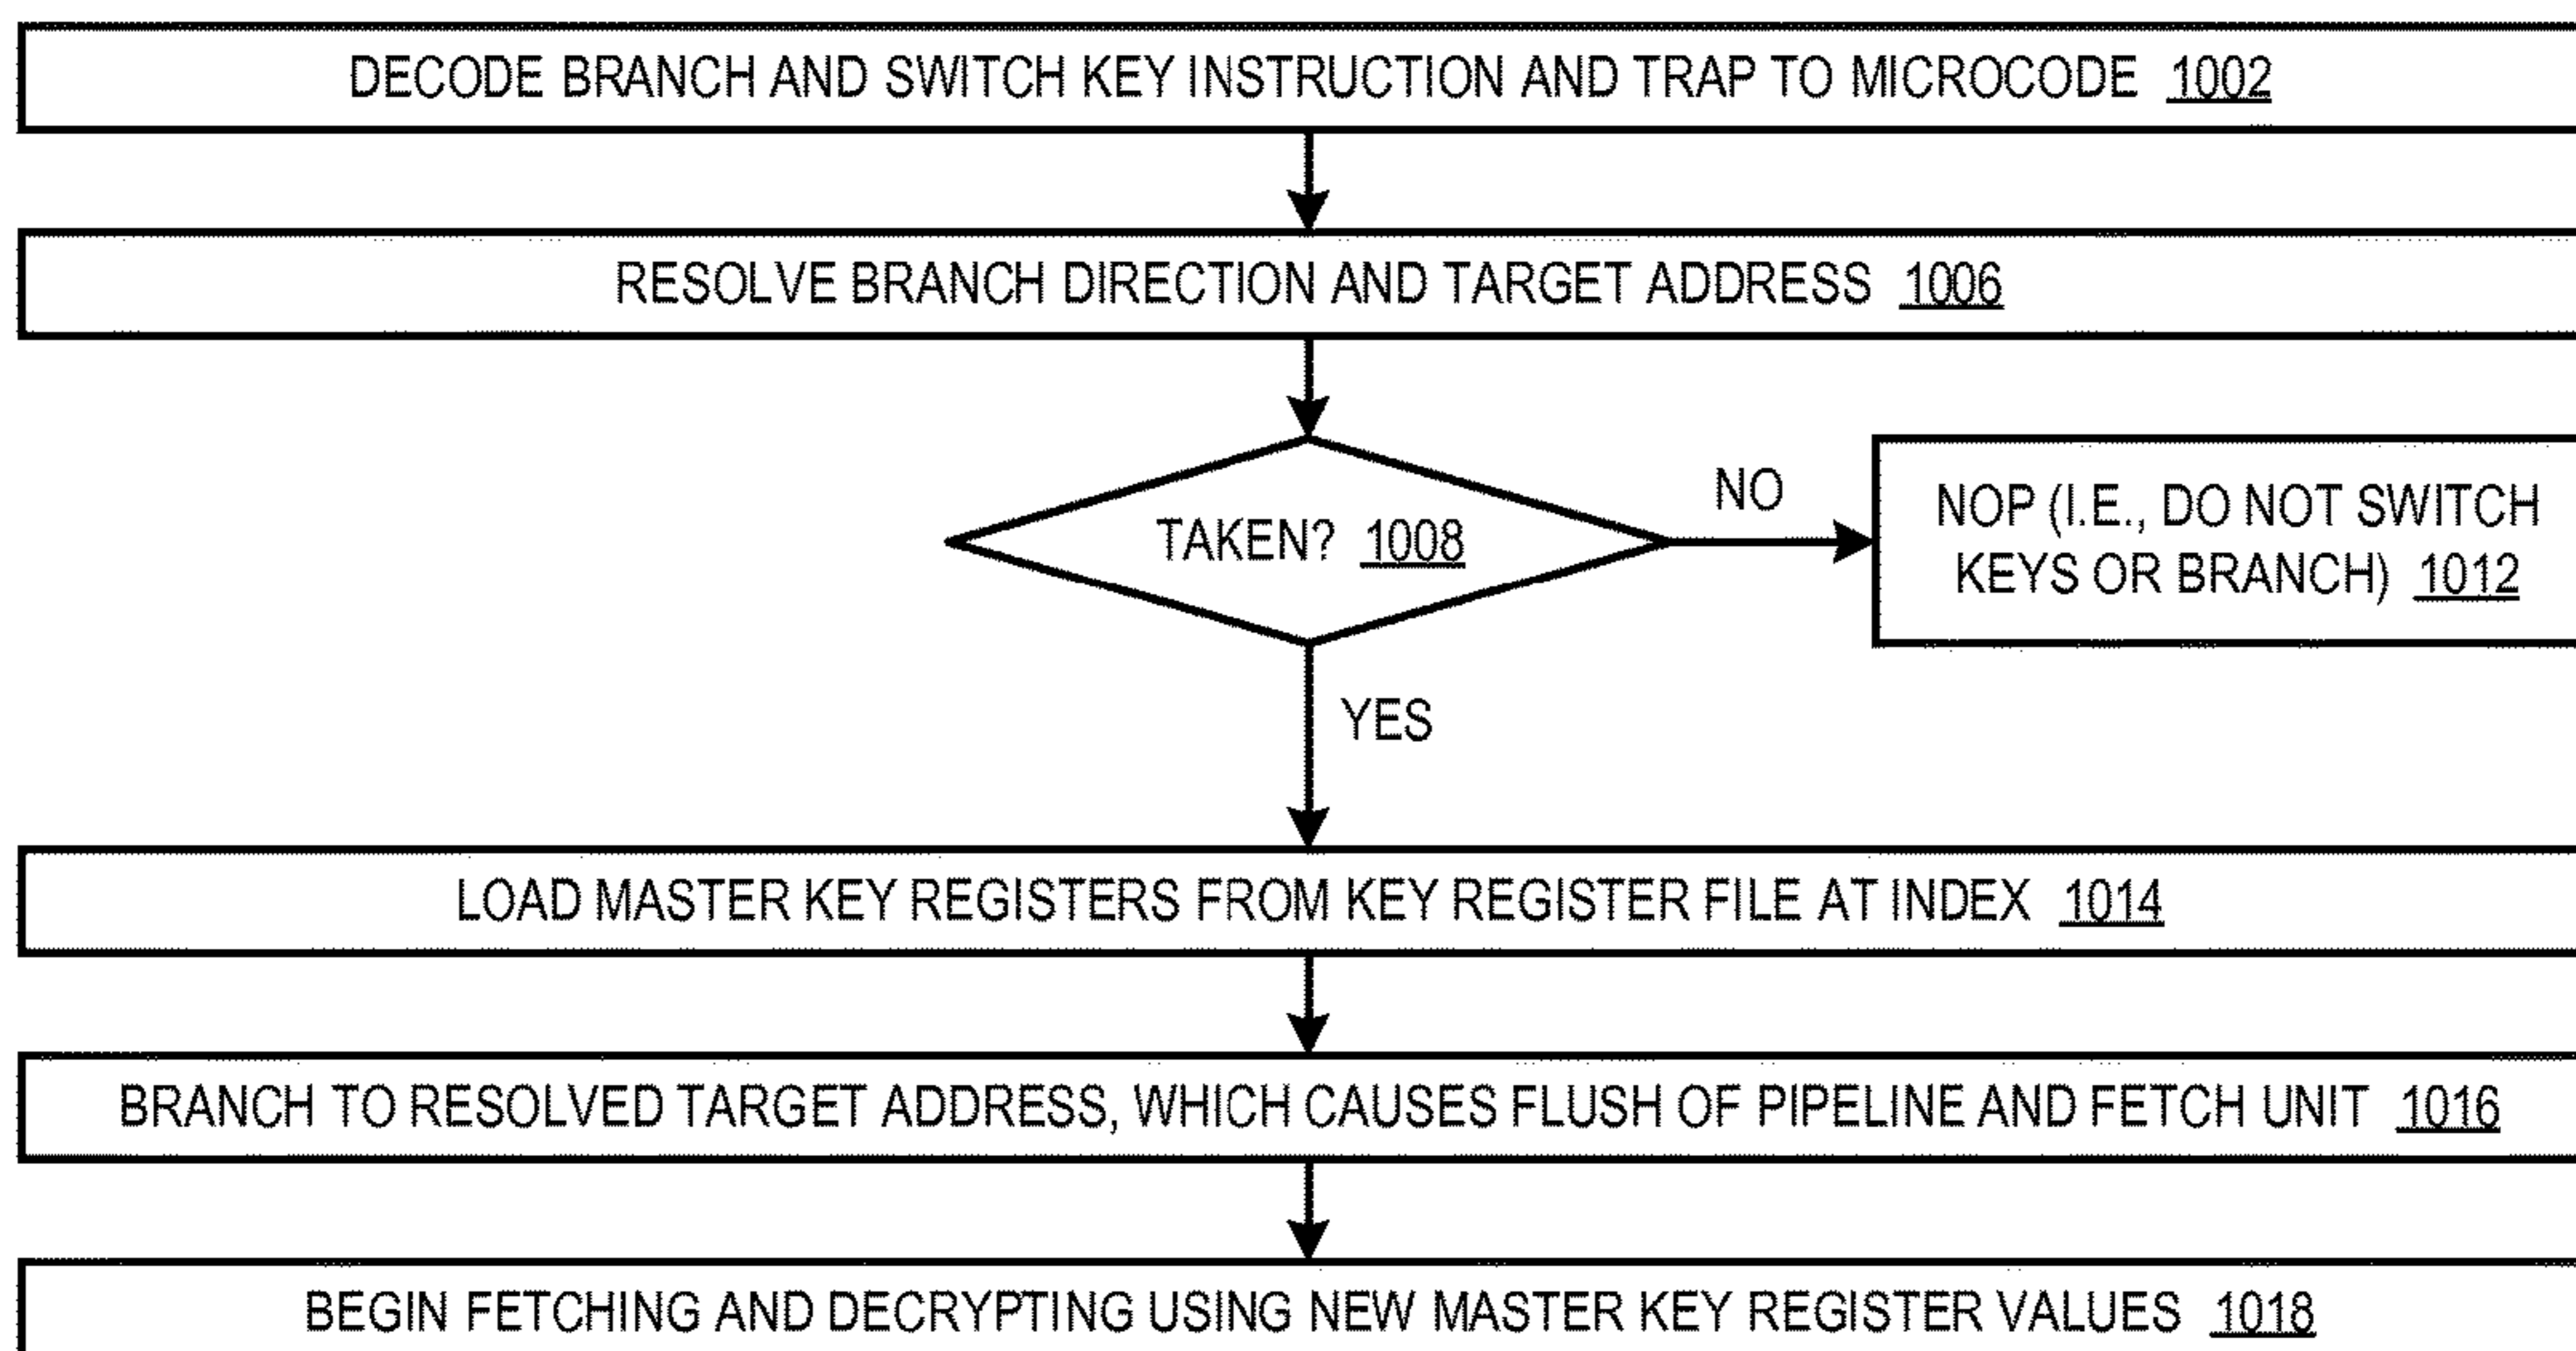 DECODE BRANCH AND SWITCH KEY INSTRUCTION AND TRAP TO MICROCODE 1002
RESOLVE BRANCH DIRECTION AND TARGET ADDRESS 1006
TAKEN? 1008
NO
NOP (I.E., DO NOT SWITCH
KEYS OR BRANCH) 1012
YES
LOAD MASTER KEY REGISTERS FROM KEY REGISTER FILE AT INDEX 1014
BRANCH TO RESOLVED TARGET ADDRESS, WHICH CAUSES FLUSH OF PIPELINE AND FETCH UNIT 1016
BEGIN FETCHING AND DECRYPTING USING NEW MASTER KEY REGISTER VALUES 1018